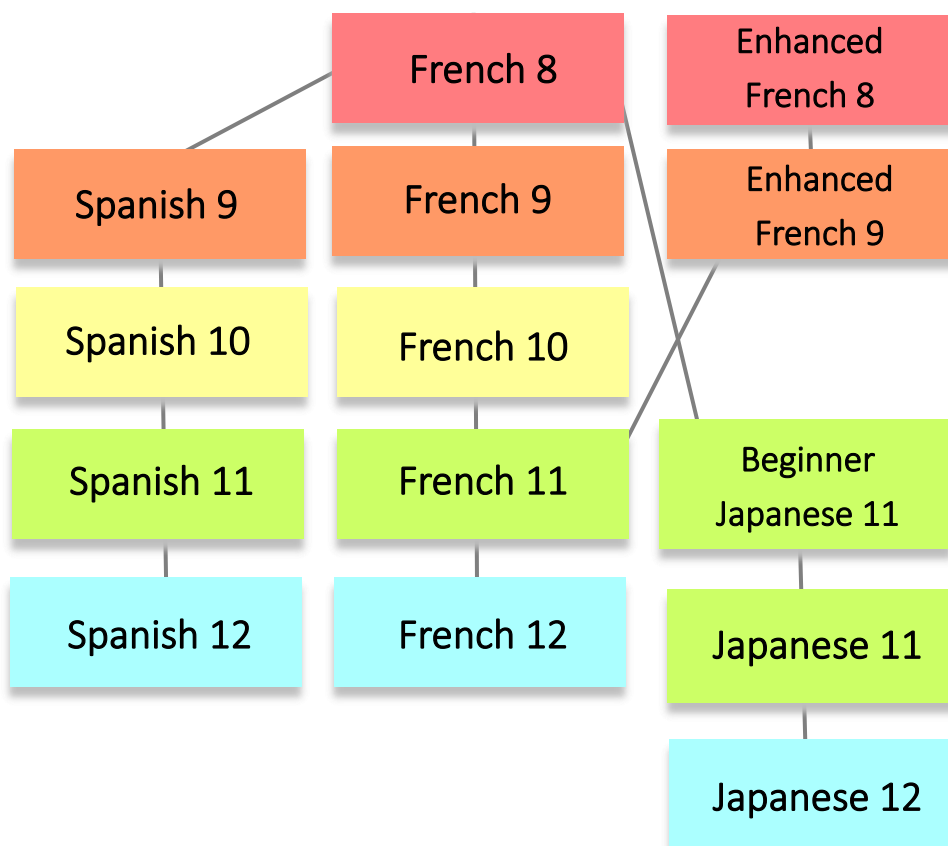 French 8
Enhanced
French 8
Spanish 9
French 9
Enhanced
French 9
Spanish 10
French 10
Spanish 11
French 11
Beginner
Japanese 11
Spanish 12
French 12
Japanese 11
Japanese 12